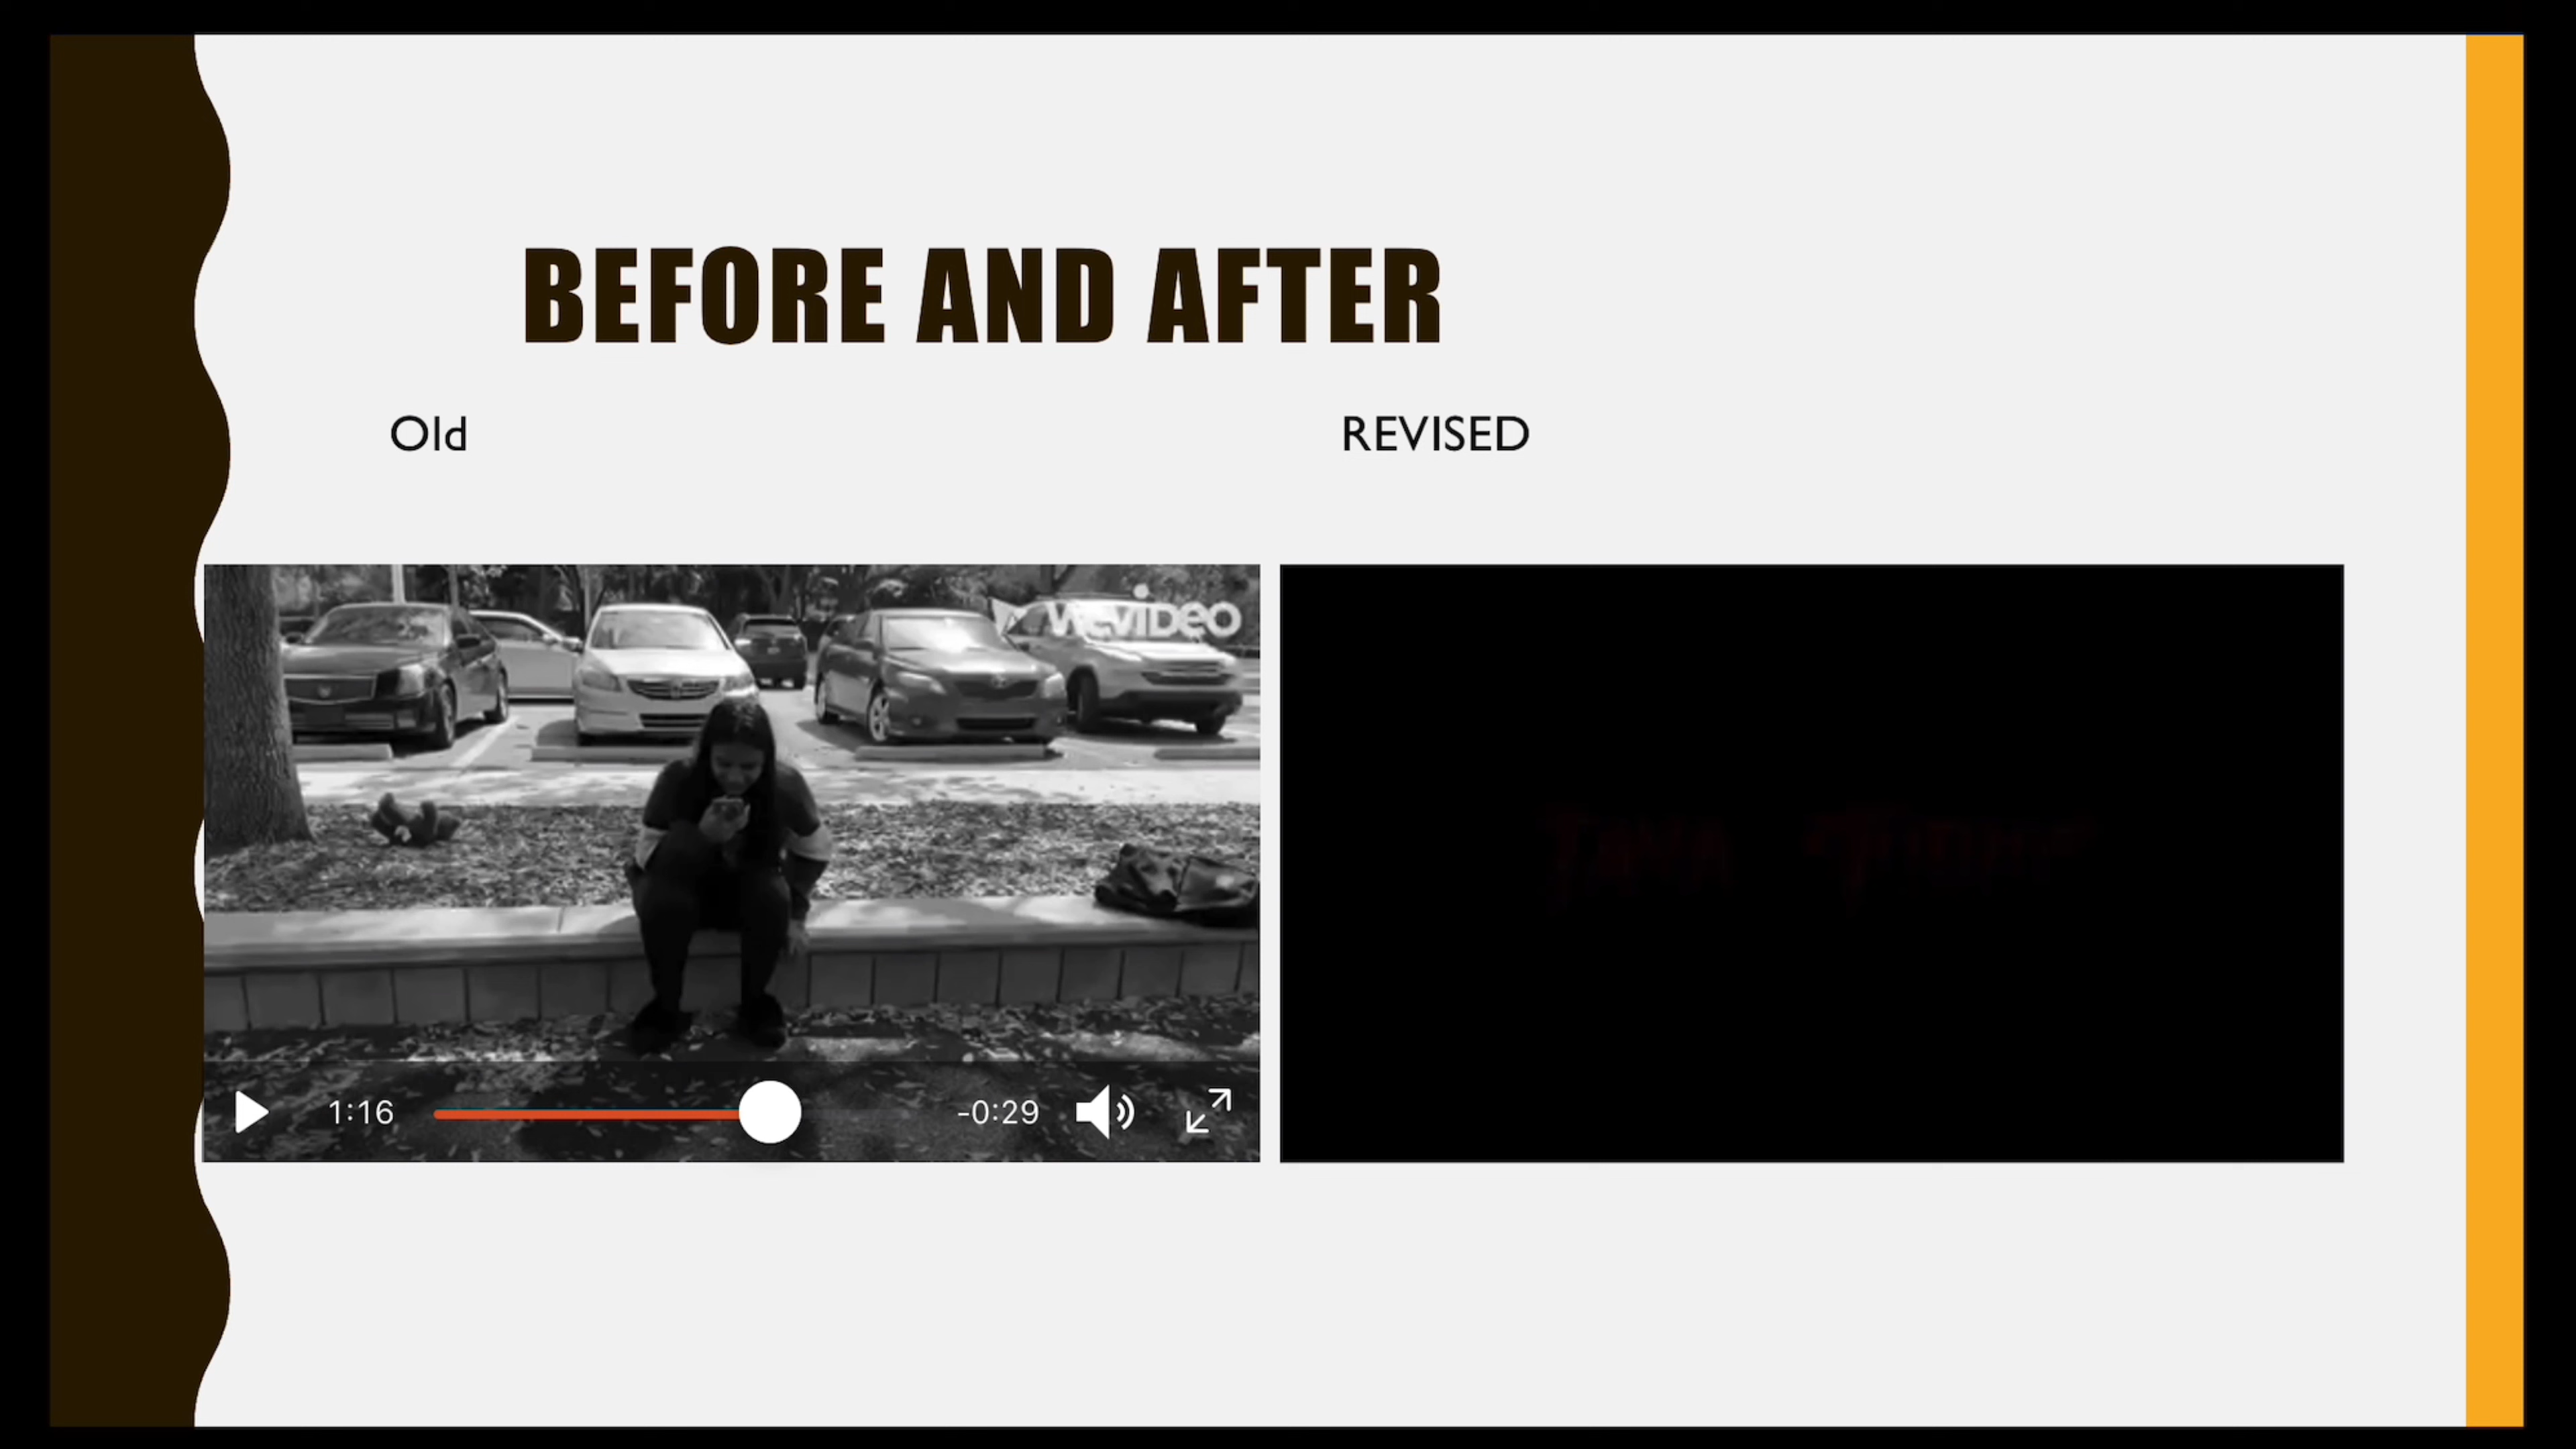 BEFORE AND AFTER
Old
REVISED
WeVideo
1:16
-0:29